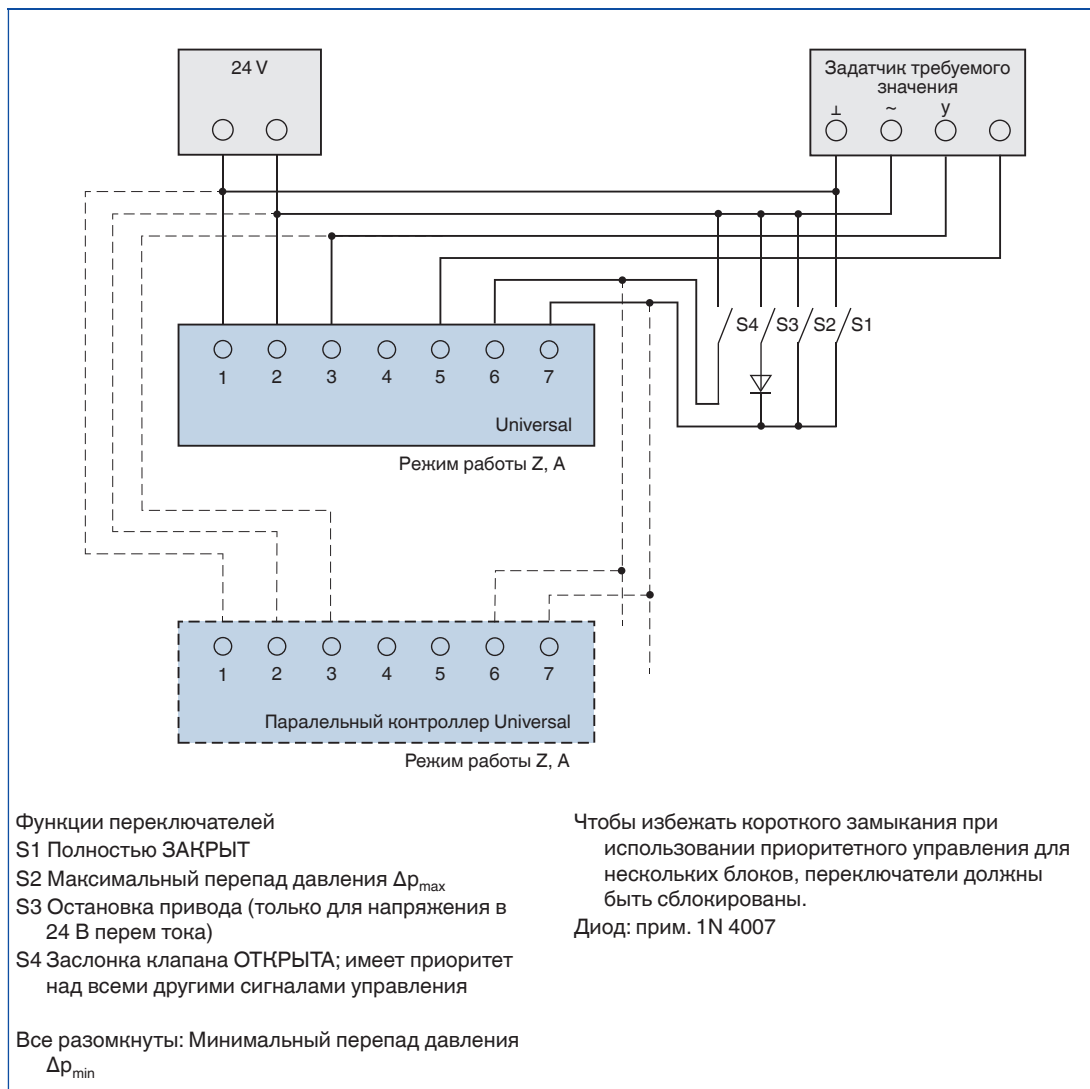 24 V
Задатчик требуемого
значения
⊥ ~ y
S4 S3 S2 S1
1 2 3 4 5 6 7
Universal
Режим работы Z, A
1 2 3 4 5 6 7
Паралельный контроллер Universal
Режим работы Z, A
Функции переключателей
S1 Полностью ЗАКРЫТ
S2 Максимальный перепад давления Δpmax
S3 Остановка привода (только для напряжения в
24 В перем тока)
S4 Заслонка клапана ОТКРЫТА; имеет приоритет
над всеми другими сигналами управления
Все разомкнуты: Минимальный перепад давления
Δpmin
Чтобы избежать короткого замыкания при
использовании приоритетного управления для
нескольких блоков, переключатели должны
быть сблокированы.
Диод: прим. 1N 4007